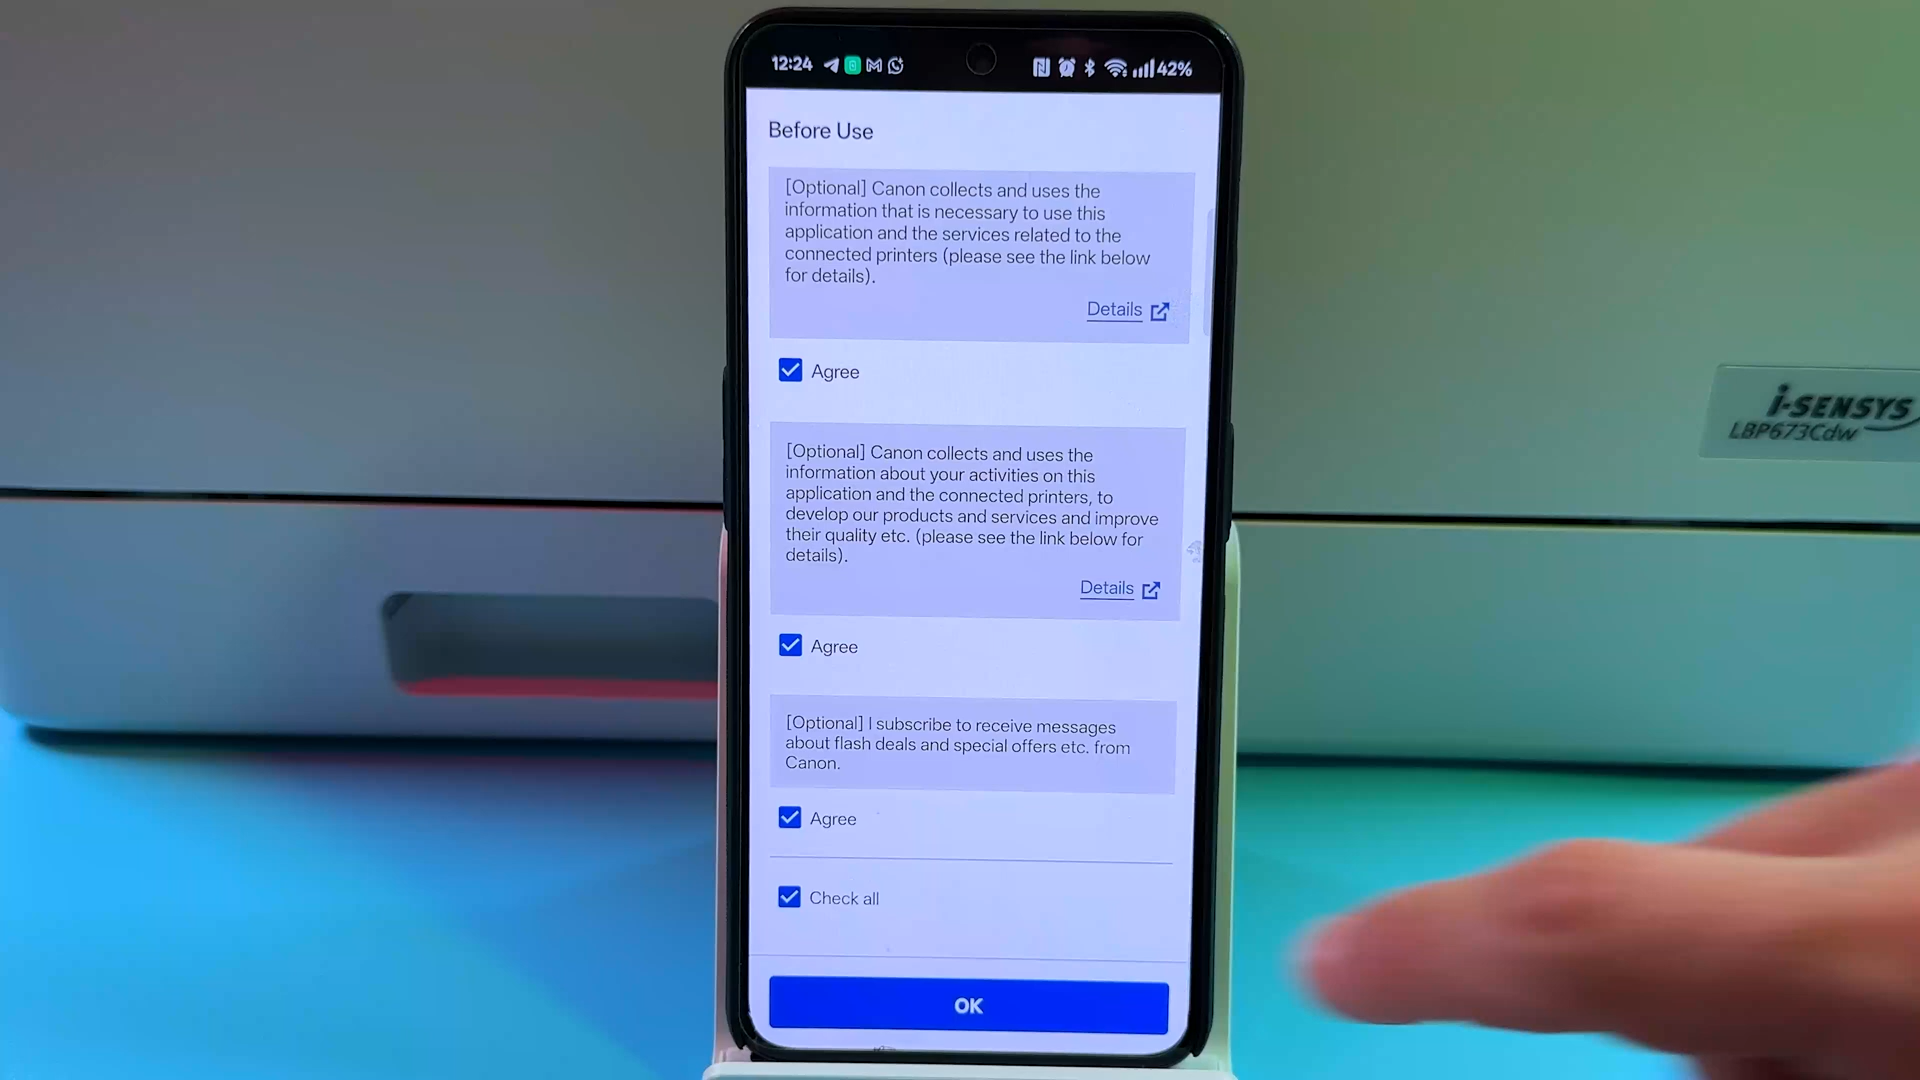 12:24
42%
Before Use
[Optional] Canon collects and uses the
information that is necessary to use this
application and the services related to the
connected printers (please see the link below
for details).
Details
Agree
[Optional] Canon collects and uses the
information about your activities on this
application and the connected printers, to
develop our products and services and improve
their quality etc. (please see the link below for
details).
Details
Agree
[Optional] I subscribe to receive messages
about flash deals and special offers etc. from
Canon.
Agree
Check all
OK
i-SENSYS
LBP673Cdw